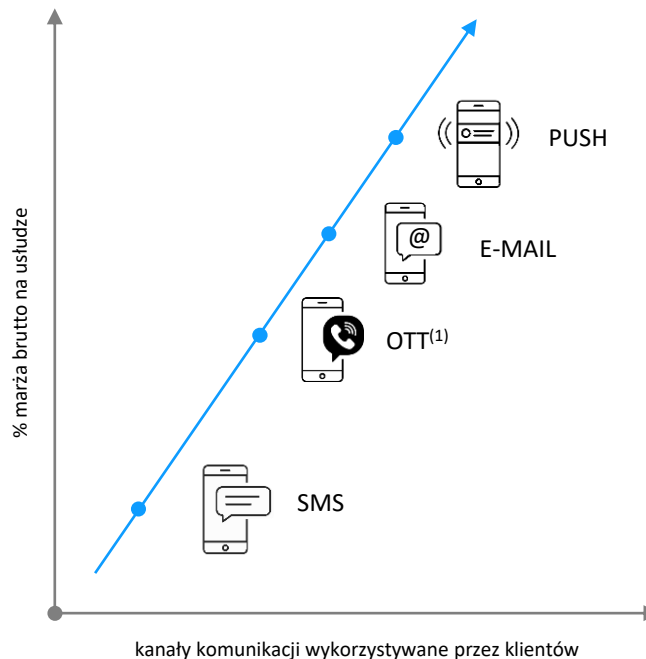 PUSH
@
E-MAIL
OTT(1)
SMS
% marża brutto na usłudze
kanały komunikacji wykorzystywane przez klientów